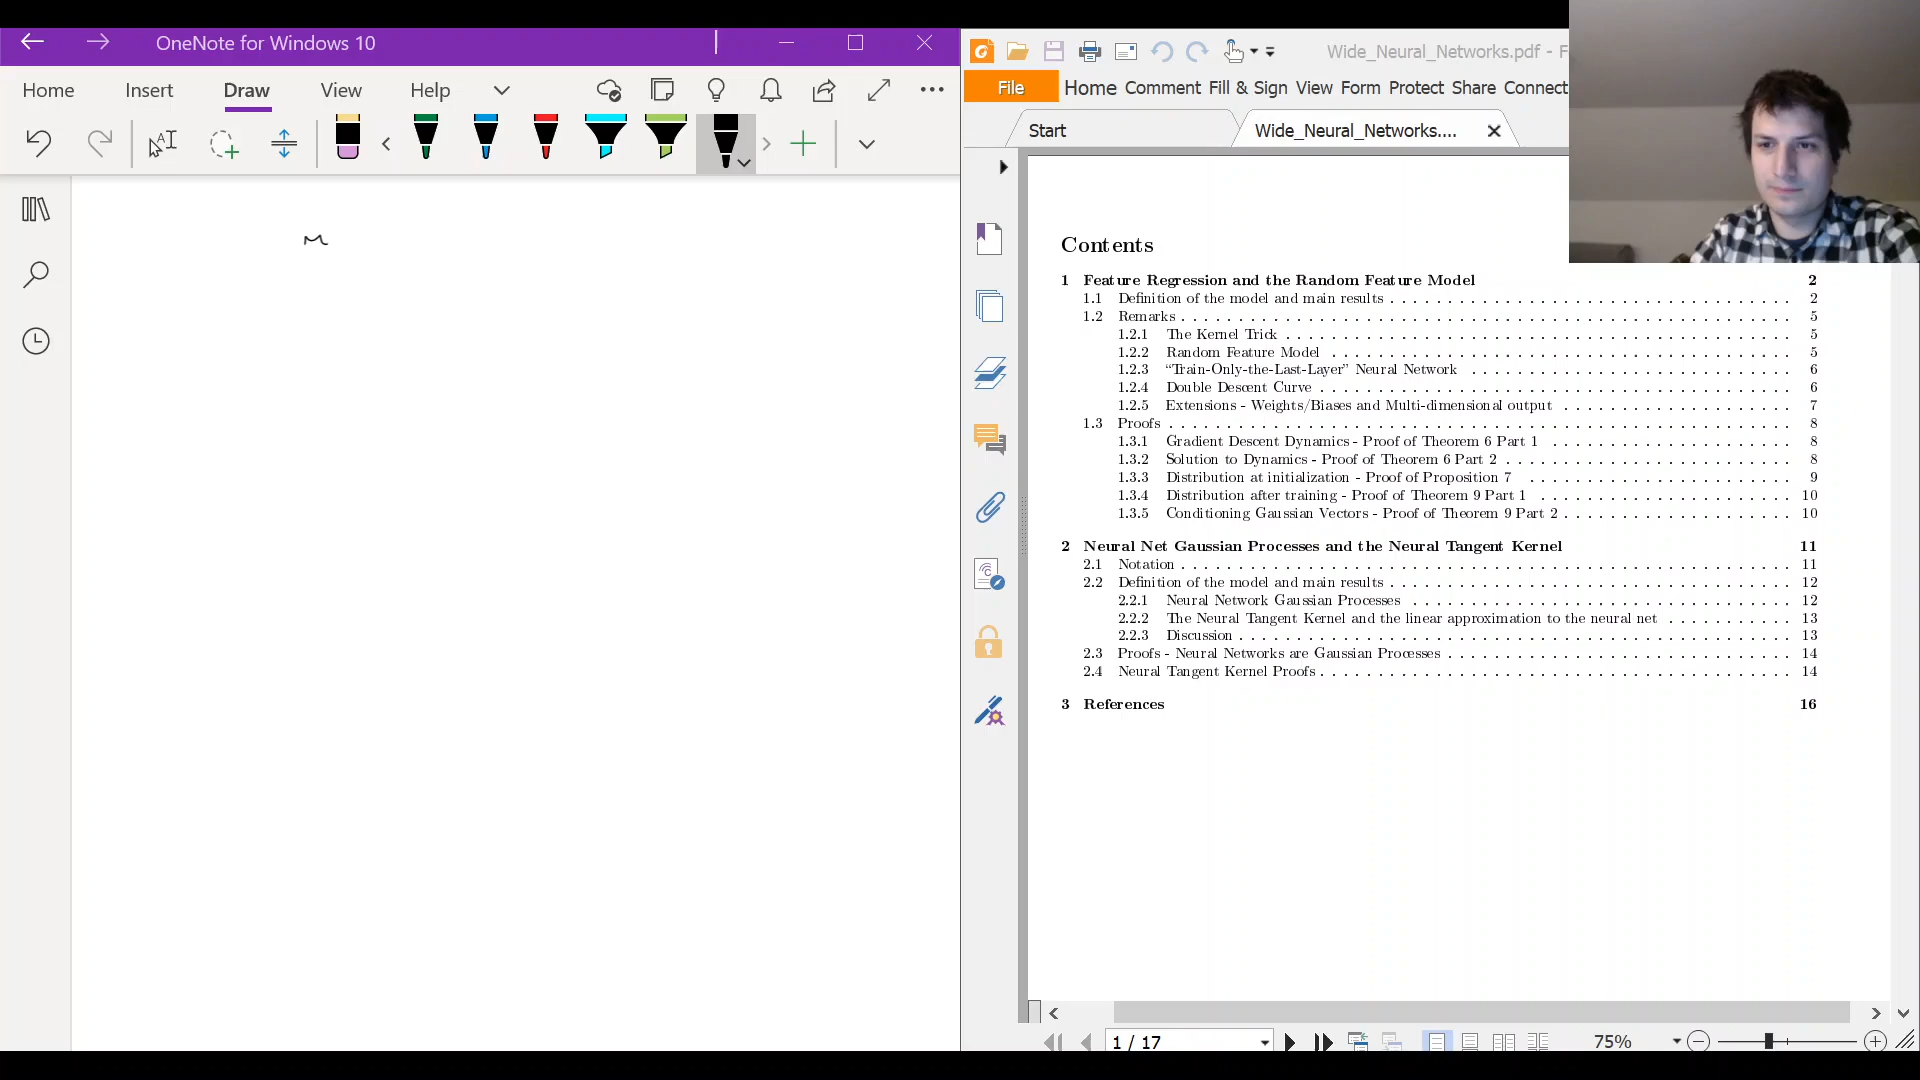 OneNote for Windows 10
Home Insert Draw View Help
Wide_Neural_Networks.pdf - F
File Home Comment Fill & Sign View Form Protect Share Connect
Start Wide_Neural_Networks....
Contents
1 Feature Regression and the Random Feature Model 2
1.1 Definition of the model and main results . . . 2
1.2 Remarks . . . 5
1.2.1 The Kernel Trick . . . 5
1.2.2 Random Feature Model . . . 5
1.2.3 “Train-Only-the-Last-Layer” Neural Network . . . 6
1.2.4 Double Descent Curve . . . 6
1.2.5 Extensions - Weights/Biases and Multi-dimensional output . . . 7
1.3 Proofs . . . 8
1.3.1 Gradient Descent Dynamics - Proof of Theorem 6 Part 1 . . . 8
1.3.2 Solution to Dynamics - Proof of Theorem 6 Part 2 . . . 8
1.3.3 Distribution at initialization - Proof of Proposition 7 . . . 9
1.3.4 Distribution after training - Proof of Theorem 9 Part 1 . . . 10
1.3.5 Conditioning Gaussian Vectors - Proof of Theorem 9 Part 2 . . . 10
2 Neural Net Gaussian Processes and the Neural Tangent Kernel 11
2.1 Notation . . . 11
2.2 Definition of the model and main results . . . 12
2.2.1 Neural Network Gaussian Processes . . . 12
2.2.2 The Neural Tangent Kernel and the linear approximation to the neural net . . . 13
2.2.3 Discussion . . . 13
2.3 Proofs - Neural Networks are Gaussian Processes . . . 14
2.4 Neural Tangent Kernel Proofs . . . 14
3 References 16
1 / 17
75%